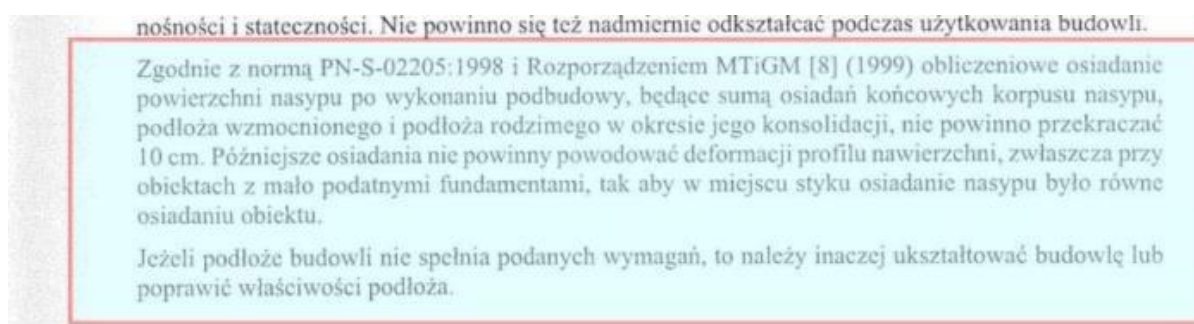 nośności i stateczności. Nie powinno się też nadmiernie odkształcać podczas użytkowania budowli.
Zgodnie z normą PN-S-02205:1998 i Rozporządzeniem MTiGM [8] (1999) obliczeniowe osiadanie
powierzchni nasypu po wykonaniu podbudowy, będące sumą osiadań końcowych korpusu nasypu,
podłoża wzmocnionego i podłoża rodzimego w okresie jego konsolidacji, nie powinno przekraczać
10 cm. Późniejsze osiadania nie powinny powodować deformacji profilu nawierzchni, zwłaszcza przy
obiektach z mało podatnymi fundamentami, tak aby w miejscu styku osiadanie nasypu było równe
osiadaniu obiektu.
Jeżeli podłoże budowli nie spełnia podanych wymagań, to należy inaczej ukształtować budowlę lub
poprawić właściwości podłoża.